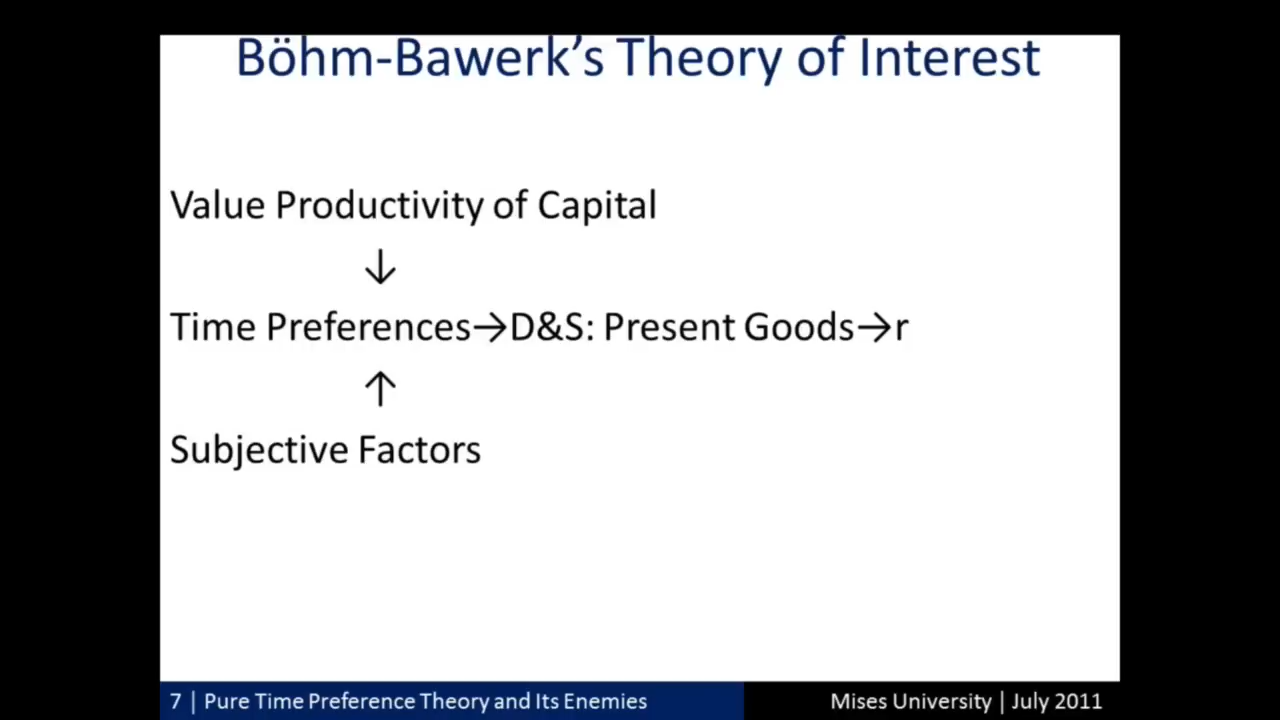 Böhm-Bawerk’s Theory of Interest
Value Productivity of Capital
↓
Time Preferences→D&S: Present Goods→r
↑
Subjective Factors
7 | Pure Time Preference Theory and Its Enemies
Mises University | July 2011